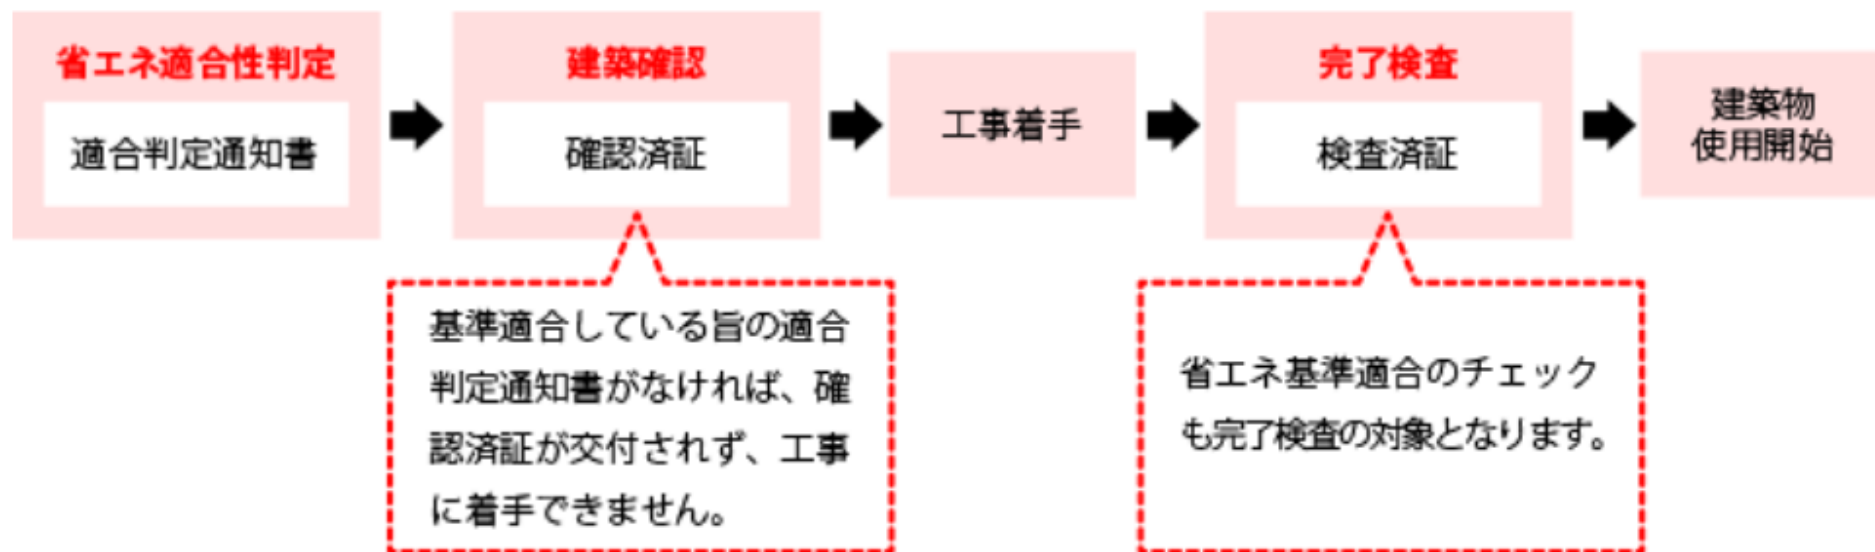 省エネ適合性判定
適合判定通知書
建築確認
確認済証
工事着手
完了検査
検査済証
建築物
使用開始
基準適合している旨の適合
判定通知書がなければ、確
認済証が交付されず、工事
に着手できません。
省エネ基準適合のチェック
も完了検査の対象となります。